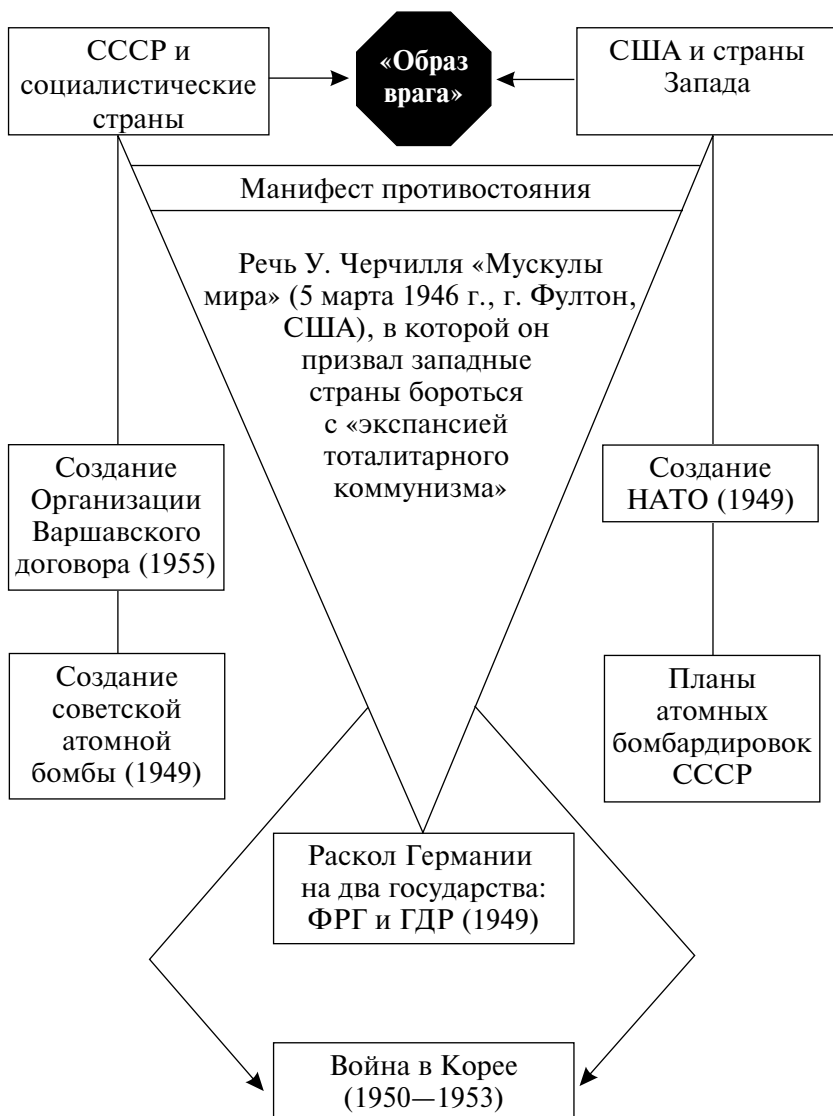 СССР и
социалистические
страны
«Образ
врага»
США и страны
Запада
Манифест противостояния
Речь У. Черчилля «Мускулы
мира» (5 марта 1946 г., г. Фултон,
США), в которой он
призвал западные
страны бороться
с «экспансией
тоталитарного
коммунизма»
Создание
Организации
Варшавского
договора (1955)
Создание
НАТО (1949)
Создание
советской
атомной
бомбы (1949)
Планы
атомных
бомбардировок
СССР
Раскол Германии
на два государства:
ФРГ и ГДР (1949)
Война в Корее
(1950—1953)